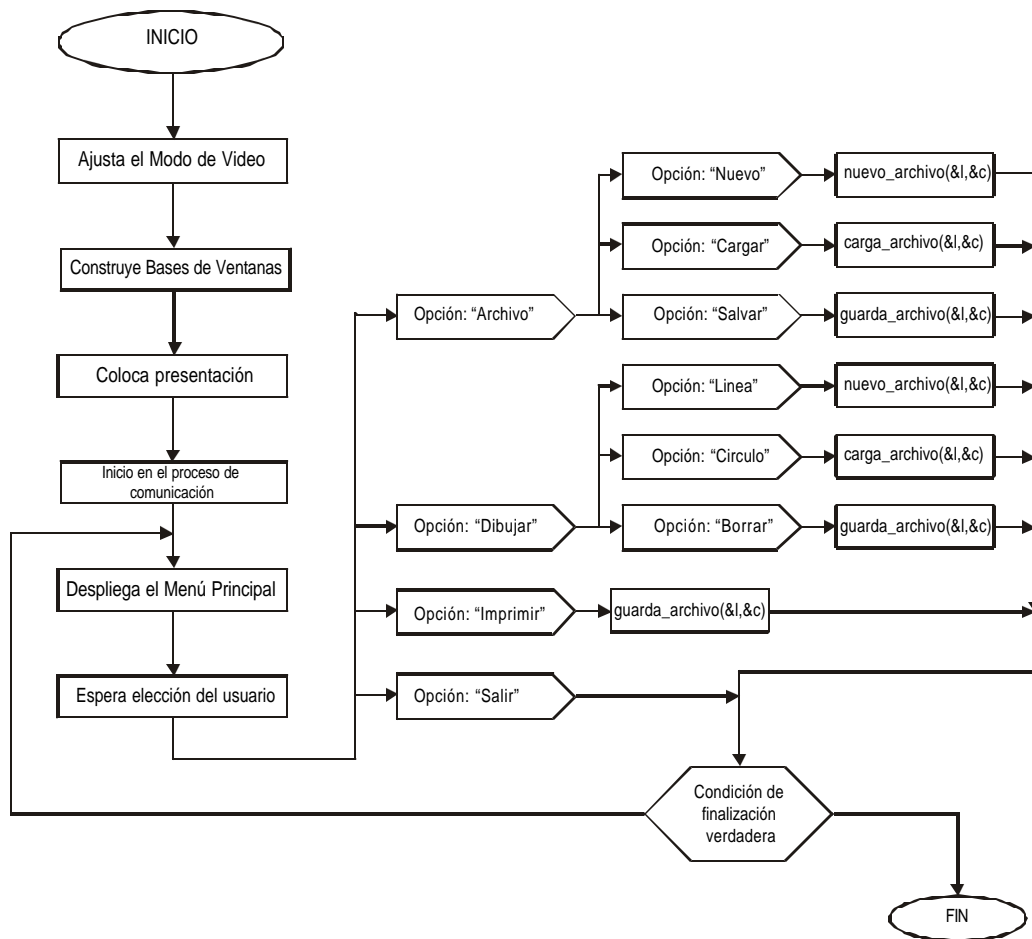 INICIO
Ajusta el Modo de Video
Construye Bases de Ventanas
Coloca presentación
Inicio en el proceso de
comunicación
Despliega el Menú Principal
Espera elección del usuario
Opción: “Archivo”
Opción: “Nuevo”
nuevo_archivo(&l,&c)
Opción: “Cargar”
carga_archivo(&l,&c)
Opción: “Salvar”
guarda_archivo(&l,&c)
Opción: “Dibujar”
Opción: “Linea”
nuevo_archivo(&l,&c)
Opción: “Circulo”
carga_archivo(&l,&c)
Opción: “Borrar”
guarda_archivo(&l,&c)
Opción: “Imprimir”
guarda_archivo(&l,&c)
Opción: “Salir”
Condición de
finalización
verdadera
FIN